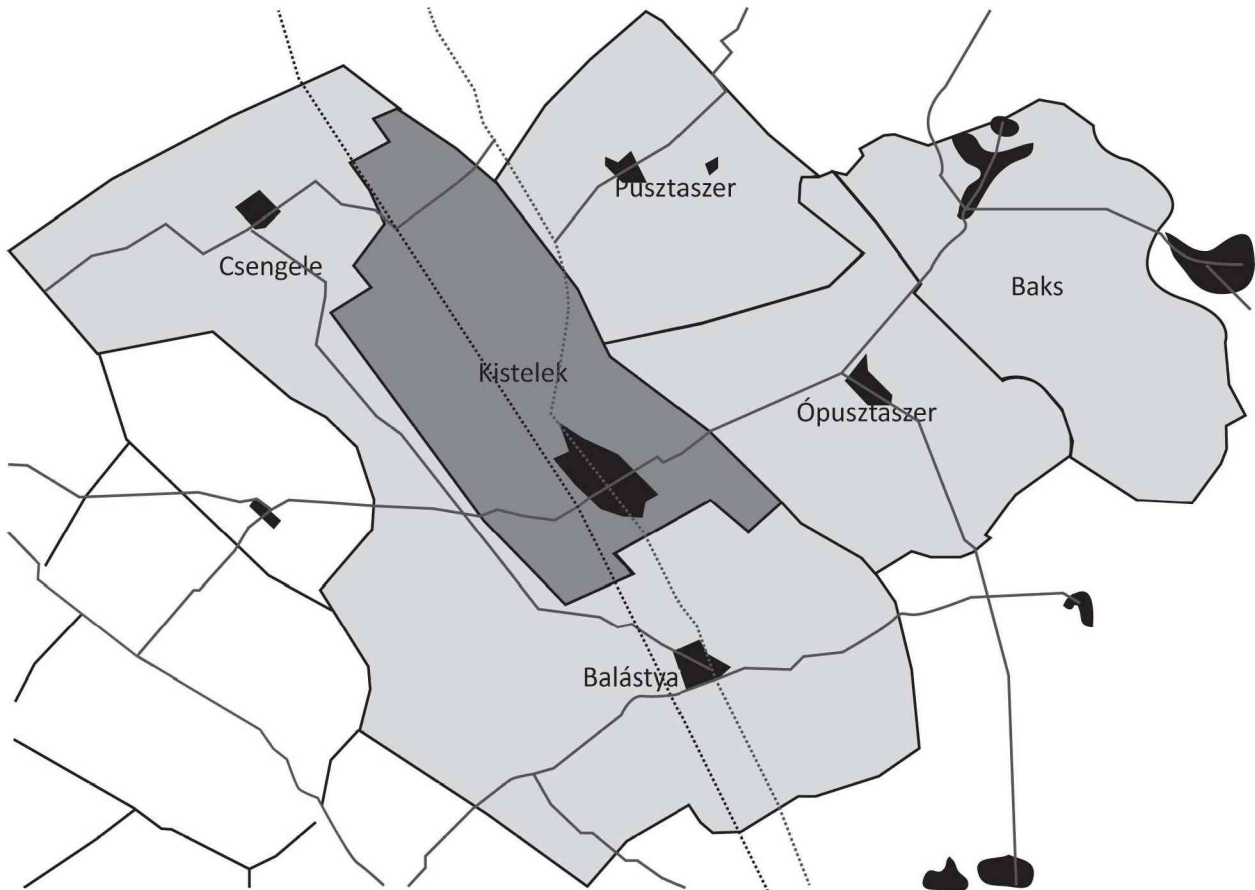 Pusztaszer
Csengele
Baks
Kistelek
Ópusztaszer
Balástya